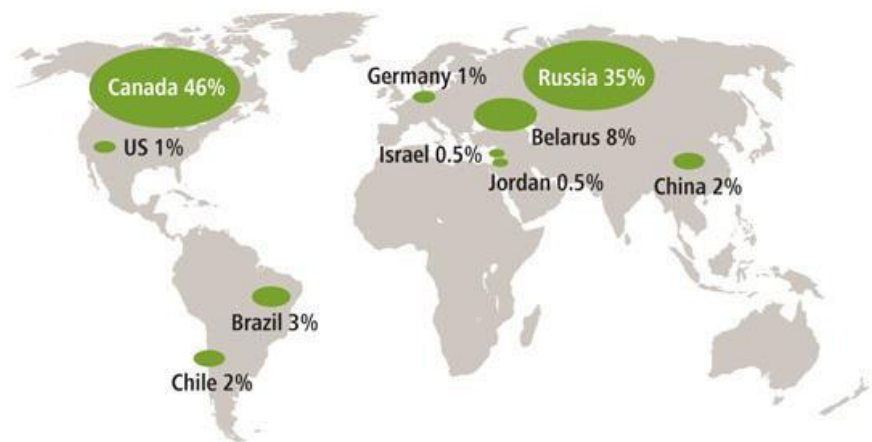 Canada 46%
Germany 1%
Russia 35%
US 1%
Belarus 8%
Israel 0.5%
Jordan 0.5%
China 2%
Brazil 3%
Chile 2%